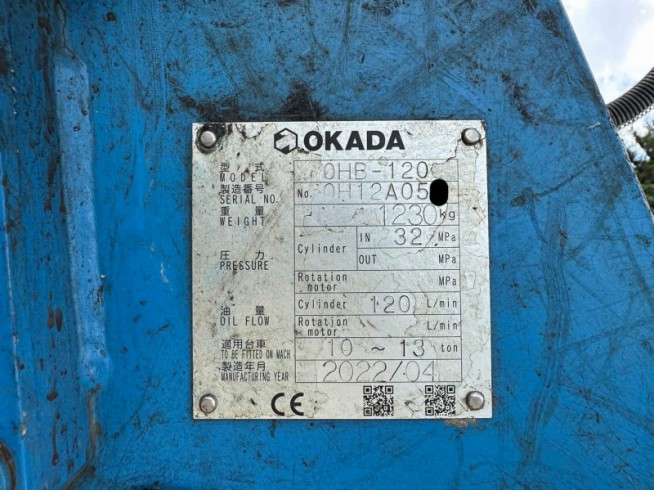 OKADA
型式 MODEL OHB-120
製造番号 SERIAL NO. No. OH12A05
重量 WEIGHT 1230 kg
圧力 PRESSURE Cylinder IN 32 MPa
OUT MPa
Rotation motor MPa
油量 OIL FLOW Cylinder 120 L/min
Rotation motor L/min
適用台車 TO BE FITTED ON MACH 10 ~ 13 ton
製造年月 MANUFACTURING YEAR 2022/04
CE